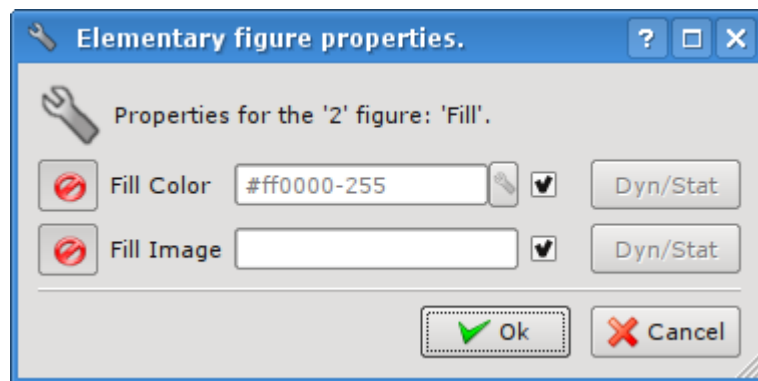 Elementary figure properties.
?
Properties for the '2' figure: 'Fill'.
Fill Color #ff0000-255 Dyn/Stat
Fill Image Dyn/Stat
Ok Cancel